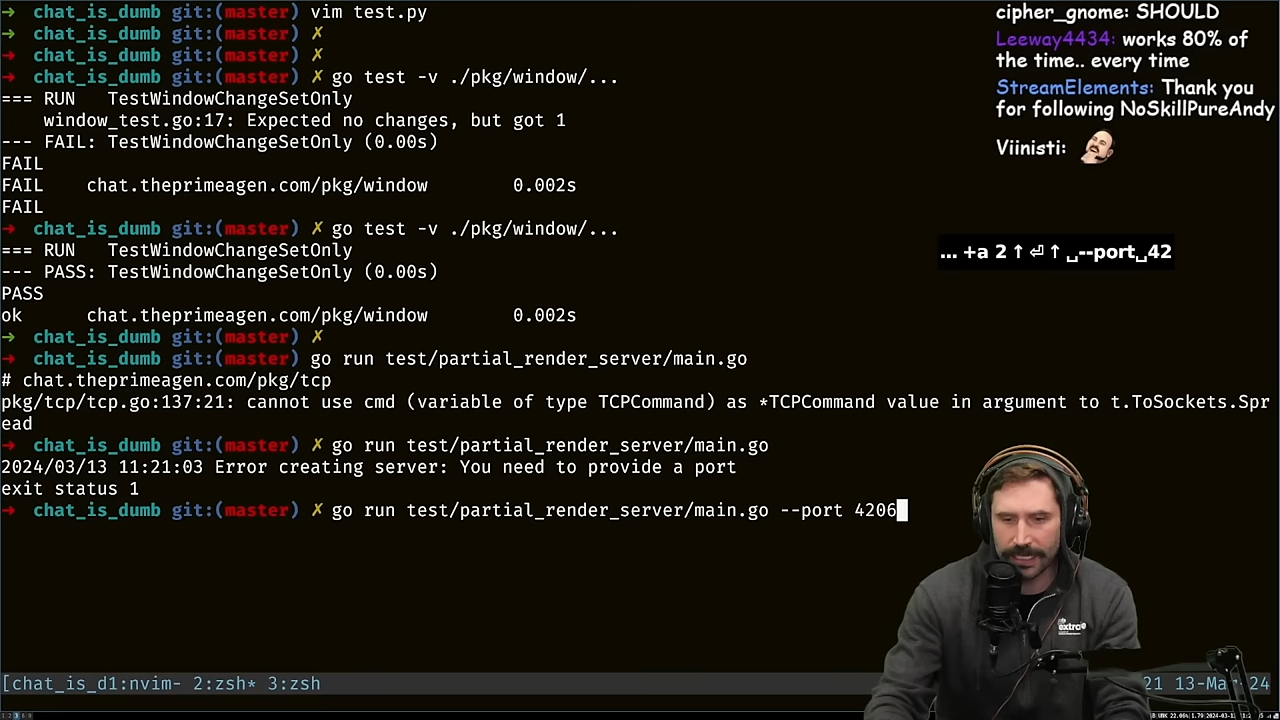 → chat_is_dumb git:(master) vim test.py
→ chat_is_dumb git:(master) ✗
→ chat_is_dumb git:(master) ✗
→ chat_is_dumb git:(master) ✗ go test -v ./pkg/window/...
=== RUN   TestWindowChangeSetOnly
    window_test.go:17: Expected no changes, but got 1
--- FAIL: TestWindowChangeSetOnly (0.00s)
FAIL
FAIL    chat.theprimeagen.com/pkg/window        0.002s
FAIL
→ chat_is_dumb git:(master) ✗ go test -v ./pkg/window/...
=== RUN   TestWindowChangeSetOnly
--- PASS: TestWindowChangeSetOnly (0.00s)
PASS
ok      chat.theprimeagen.com/pkg/window        0.002s
→ chat_is_dumb git:(master) ✗
→ chat_is_dumb git:(master) go run test/partial_render_server/main.go
# chat.theprimeagen.com/pkg/tcp
pkg/tcp/tcp.go:137:21: cannot use cmd (variable of type TCPCommand) as *TCPCommand value in argument to t.ToSockets.Spr
ead
→ chat_is_dumb git:(master) ✗ go run test/partial_render_server/main.go
2024/03/13 11:21:03 Error creating server: You need to provide a port
exit status 1
→ chat_is_dumb git:(master) ✗ go run test/partial_render_server/main.go --port 4206
cipher_gnome: SHOULD
Leeway4434: works 80% of
the time.. every time
StreamElements: Thank you
for following NoSkillPureAndy
Viinisti:
... +a 2↑⏎↑ ␣--port␣42
extra
[chat_is_d1:nvim- 2:zsh* 3:zsh
21 13-Mar-24